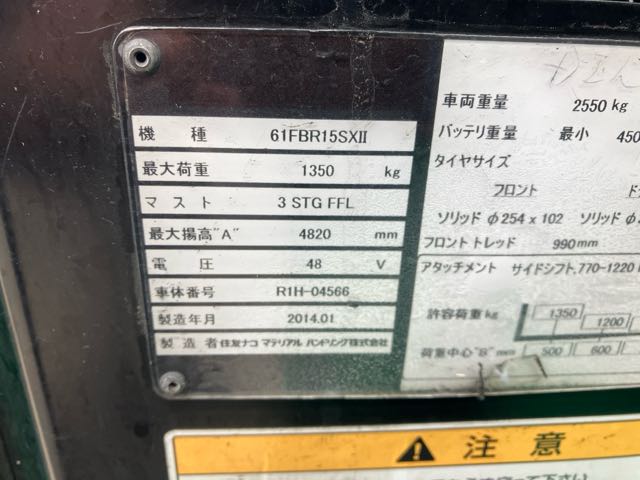 機種 61FBR15SXII
最大荷重 1350 kg
マスト 3 STG FFL
最大揚高"A" 4820 mm
電圧 48 V
車体番号 R1H-04566
製造年月 2014.01
製造者 住友ナコ マテリアル ハンドリング株式会社
車両重量 2550 kg
バッテリ重量 最小 450
タイヤサイズ
フロント
ソリッド φ254 x 102 ソリッド φ
フロントトレッド 990mm
アタッチメント サイドシフト,770-1220
許容荷重 kg 1350 1200
荷重中心"B" mm 500 600
注意